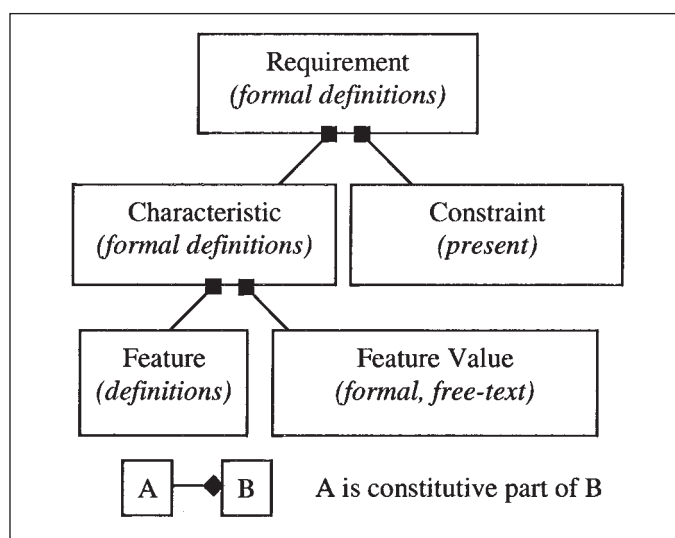 Requirement
(formal definitions)
Characteristic
(formal definitions)
Constraint
(present)
Feature
(definitions)
Feature Value
(formal, free-text)
A B A is constitutive part of B